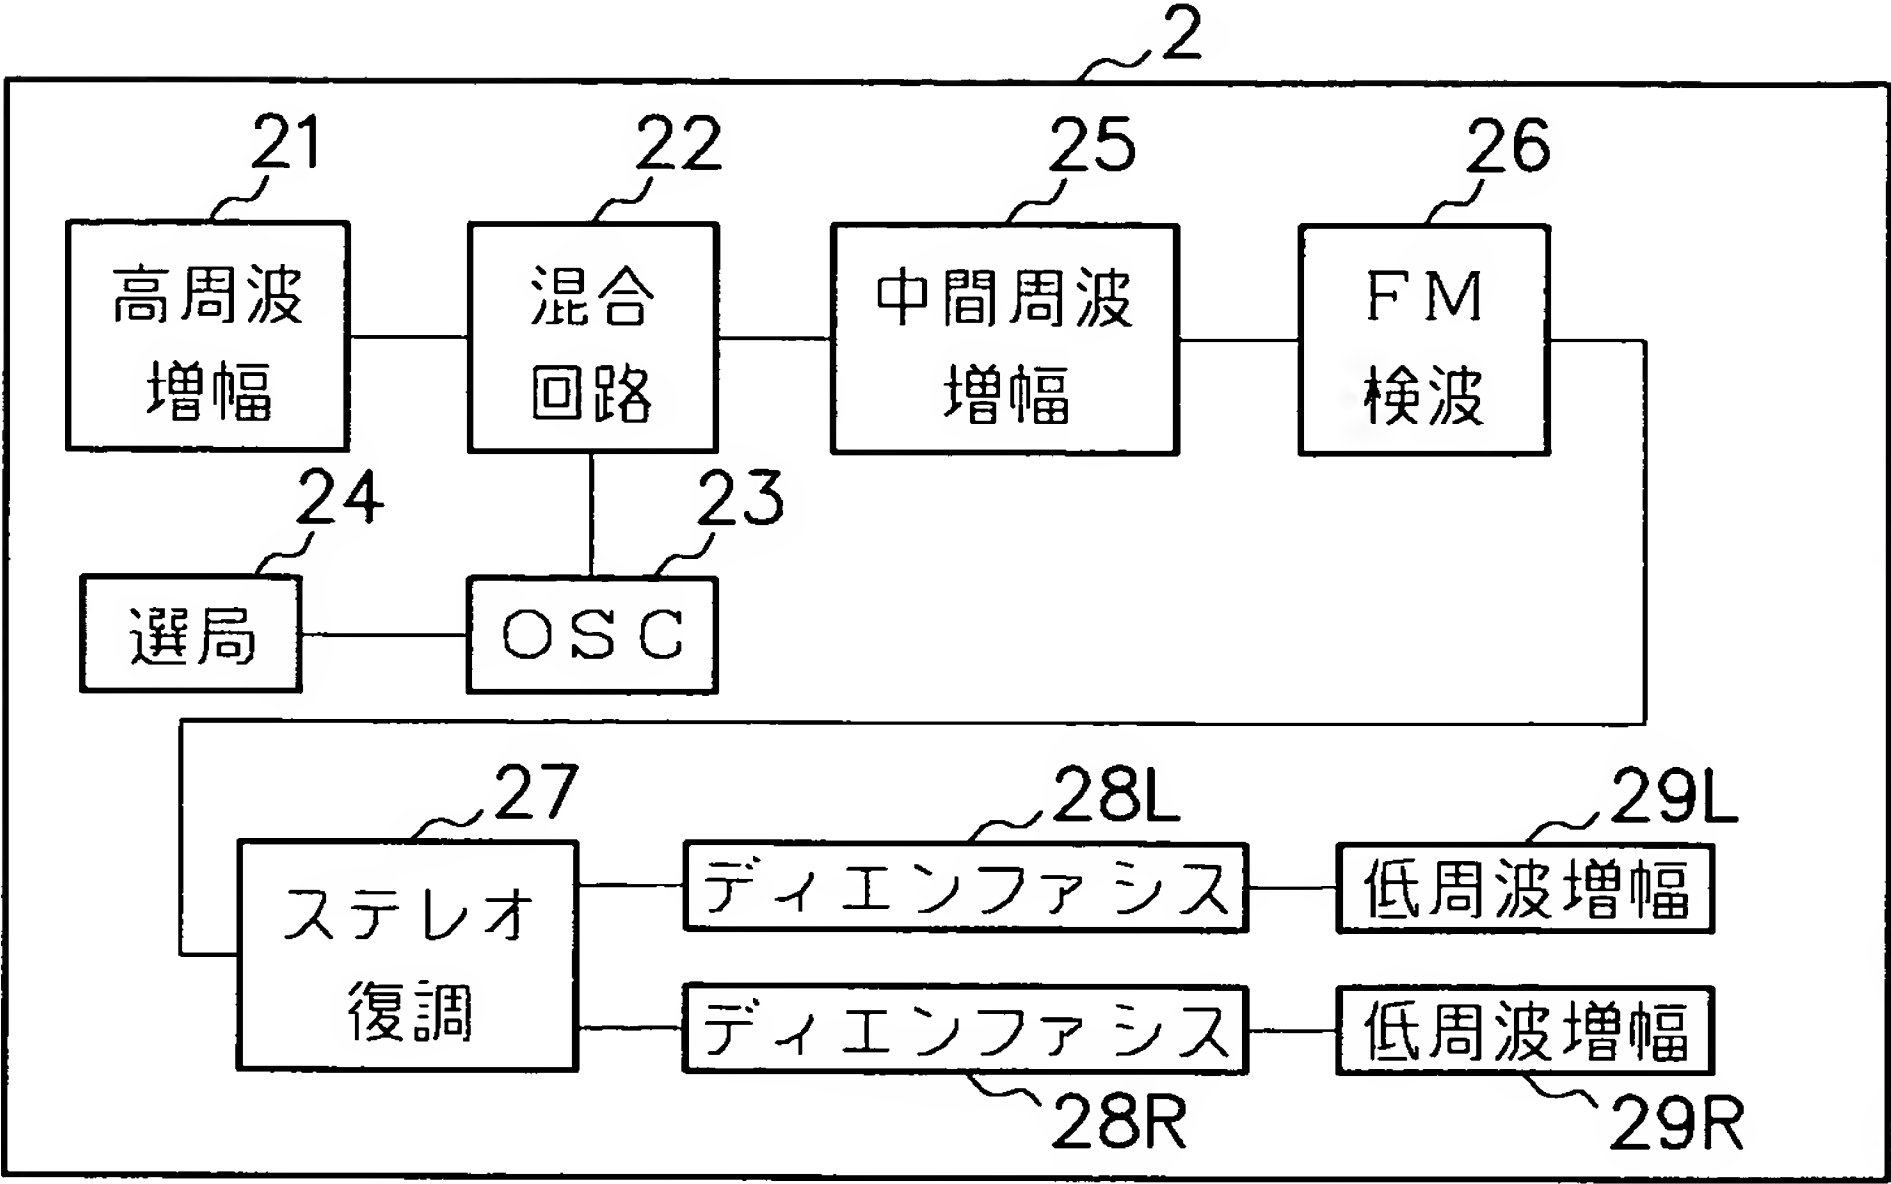 2
21
22
25
26
高周波
増幅
混合
回路
中間周波
増幅
FM
検波
24
23
選局
OSC
27
28L
29L
ステレオ
復調
ディエンファシス
低周波増幅
ディエンファシス
低周波増幅
28R
29R